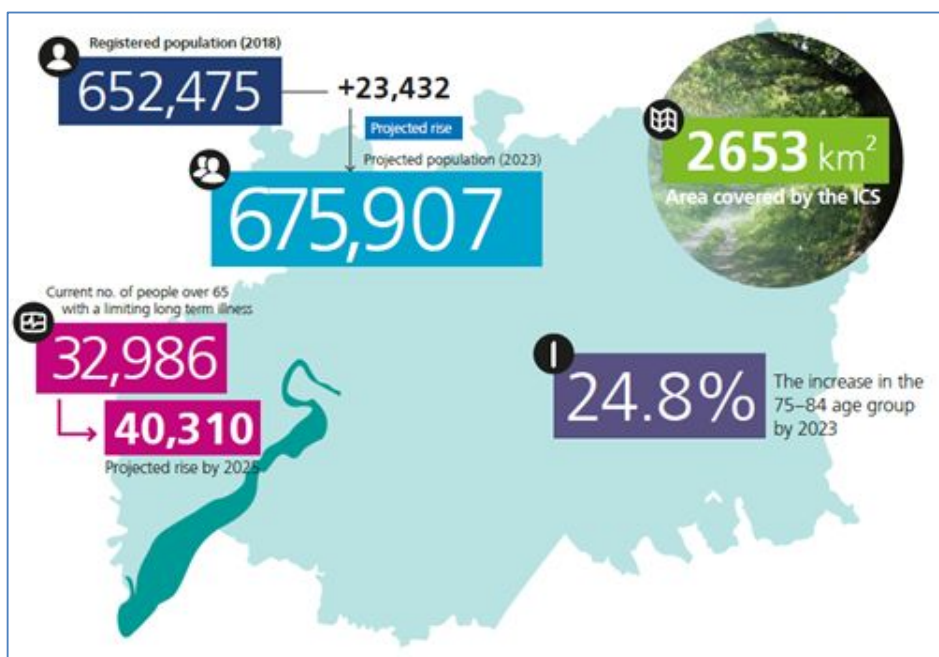 Registered population (2018)
652,475
+23,432
Projected rise
Projected population (2023)
675,907
2653 km²
Area covered by the ICS
Current no. of people over 65
with a limiting long term illness
32,986
40,310
Projected rise by 2025
24.8%
The increase in the
75–84 age group
by 2023